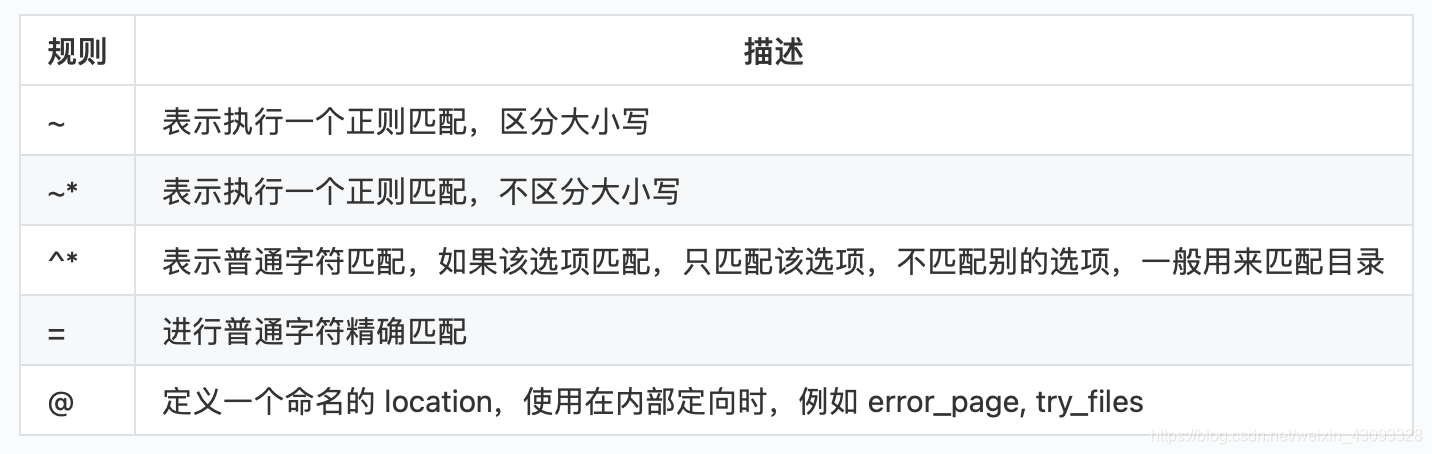 规则 描述
~ 表示执行一个正则匹配，区分大小写
~* 表示执行一个正则匹配，不区分大小写
^* 表示普通字符匹配，如果该选项匹配，只匹配该选项，不匹配别的选项，一般用来匹配目录
= 进行普通字符精确匹配
@ 定义一个命名的 location，使用在内部定向时，例如 error_page, try_files
https://blog.csdn.net/weixin_43093328